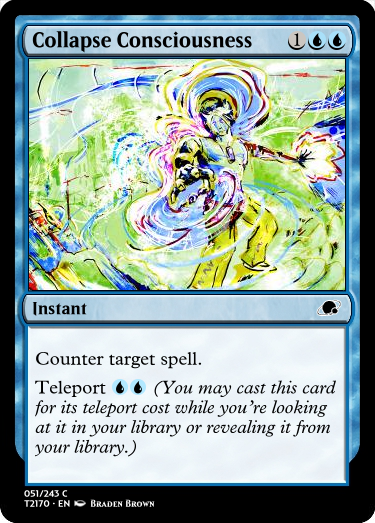 Collapse Consciousness 1
Instant
Counter target spell.
Teleport (You may cast this card
for its teleport cost while you're looking
at it in your library or revealing it from
your library.)
051/243 C
T2170 • EN Braden Brown